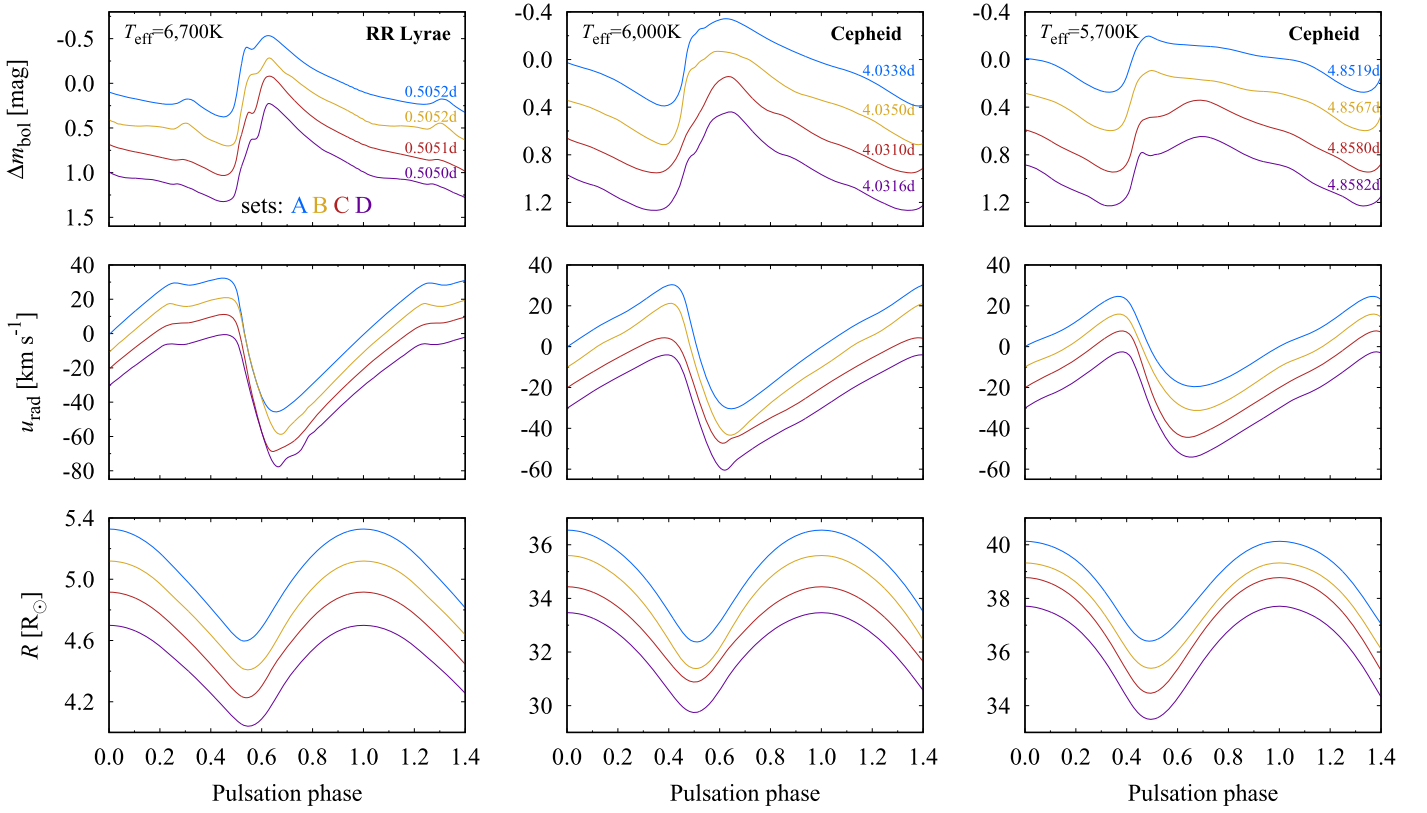 T_eff=6,700K RR Lyrae
T_eff=6,000K Cepheid
T_eff=5,700K Cepheid
Δm_bol [mag]
-0.5
0.0
0.5
1.0
1.5
0.5052d
0.5052d
0.5051d
0.5050d
sets: A B C D
-0.4
0.0
0.4
0.8
1.2
4.0338d
4.0350d
4.0310d
4.0316d
-0.4
0.0
0.4
0.8
1.2
4.8519d
4.8567d
4.8580d
4.8582d
u_rad [km s⁻¹]
40
20
0
-20
-40
-60
-80
40
20
0
-20
-40
-60
40
20
0
-20
-40
-60
R [R☉]
5.4
5.0
4.6
4.2
36
34
32
30
40
38
36
34
0.0 0.2 0.4 0.6 0.8 1.0 1.2 1.4
0.0 0.2 0.4 0.6 0.8 1.0 1.2 1.4
0.0 0.2 0.4 0.6 0.8 1.0 1.2 1.4
Pulsation phase
Pulsation phase
Pulsation phase